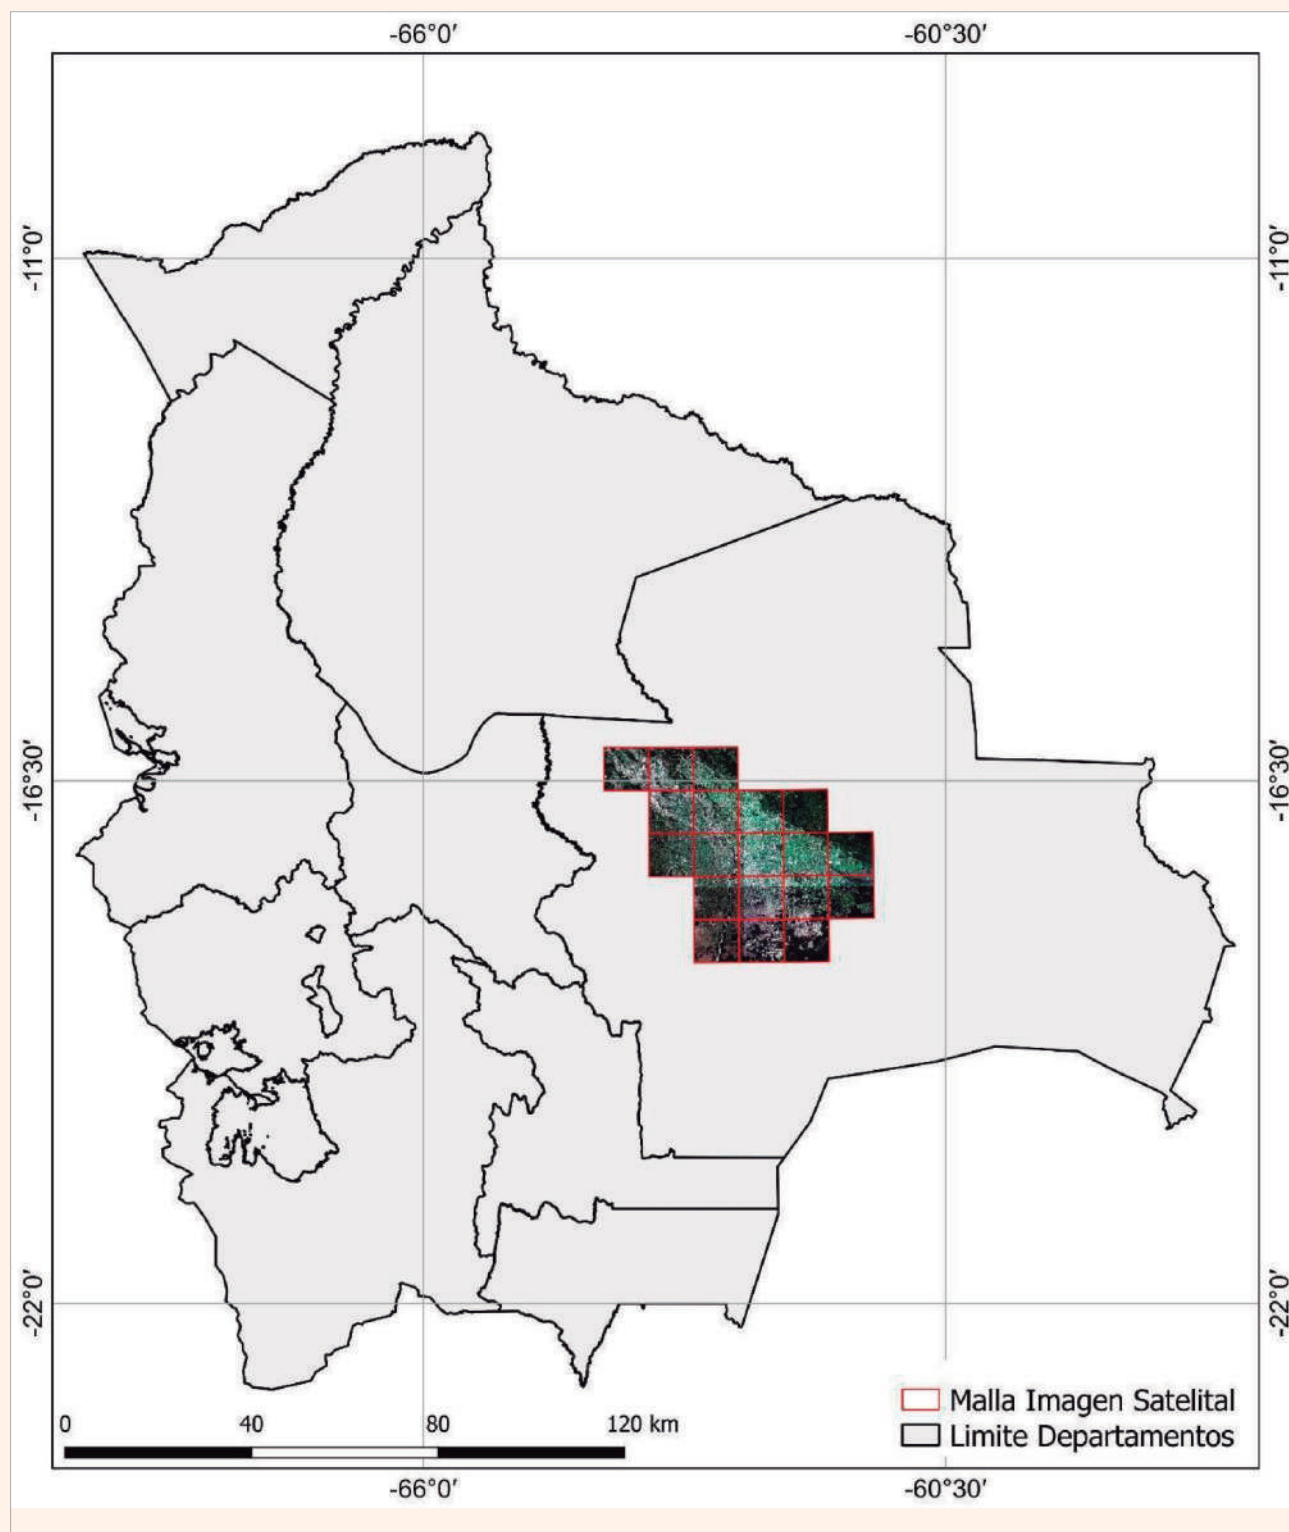 -66°0′ -60°30′
-11°0′ -11°0′
-16°30′ -16°30′
-22°0′ -22°0′
Malla Imagen Satelital
Limite Departamentos
0 40 80 120 km
-66°0′ -60°30′